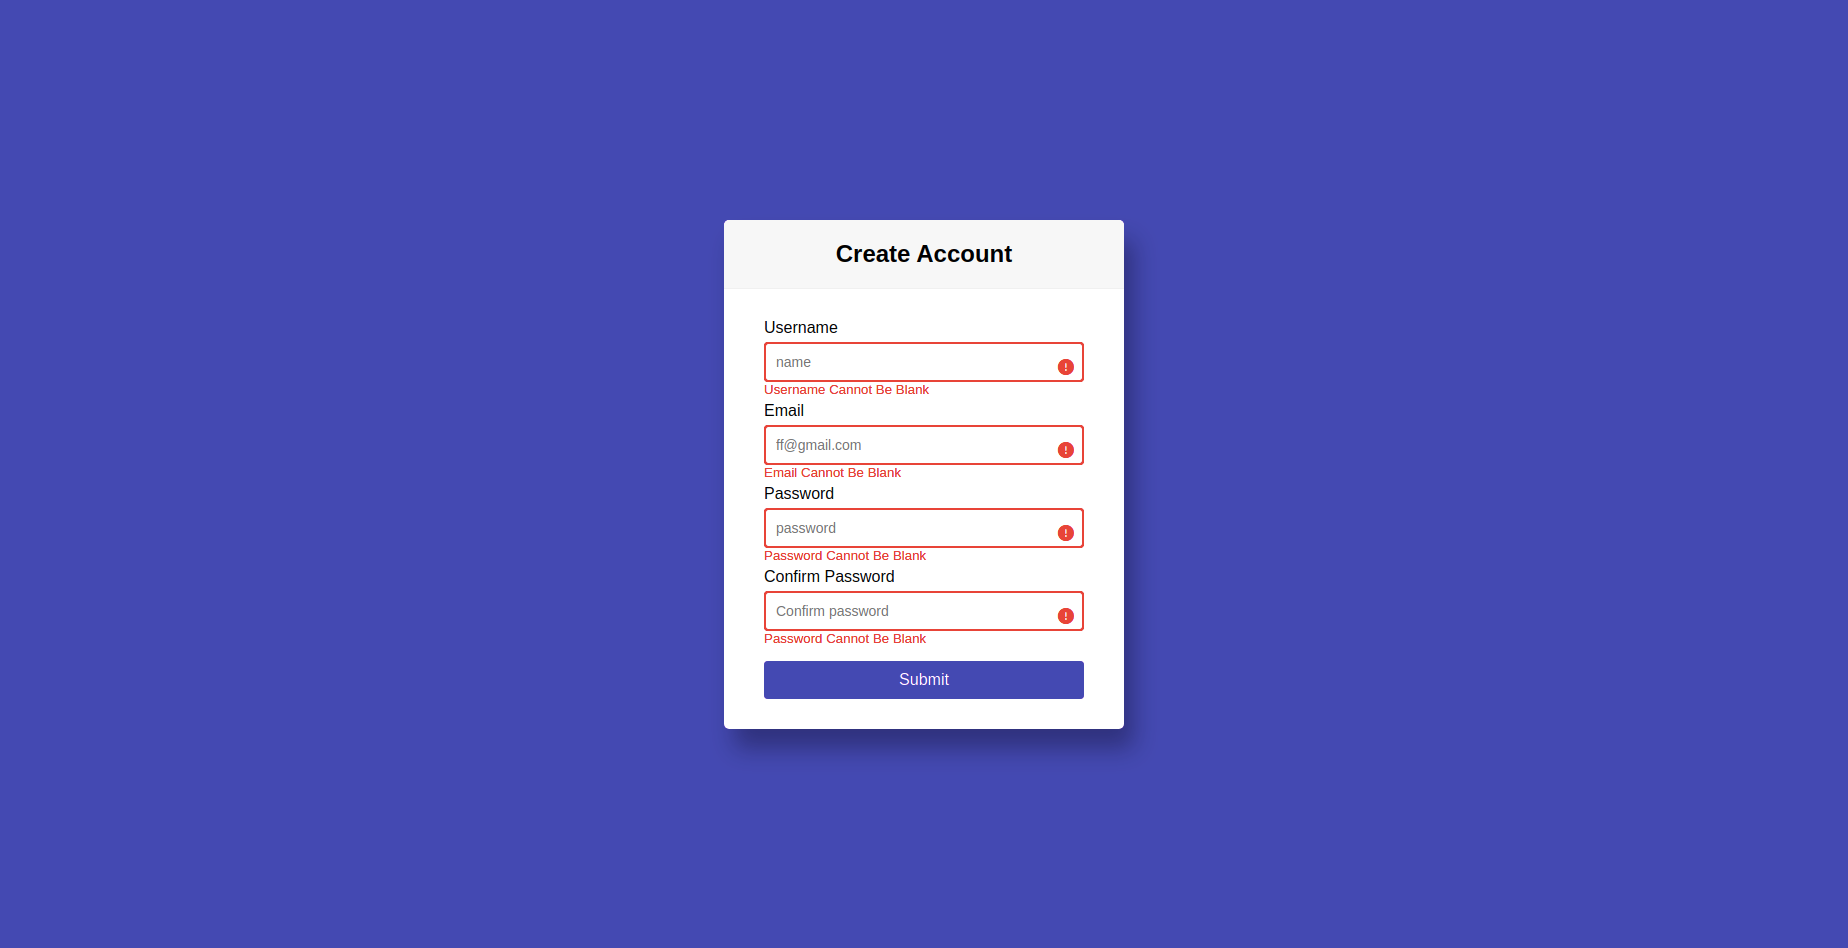 Create Account
Username
name
Username Cannot Be Blank
Email
ff@gmail.com
Email Cannot Be Blank
Password
password
Password Cannot Be Blank
Confirm Password
Confirm password
Password Cannot Be Blank
Submit